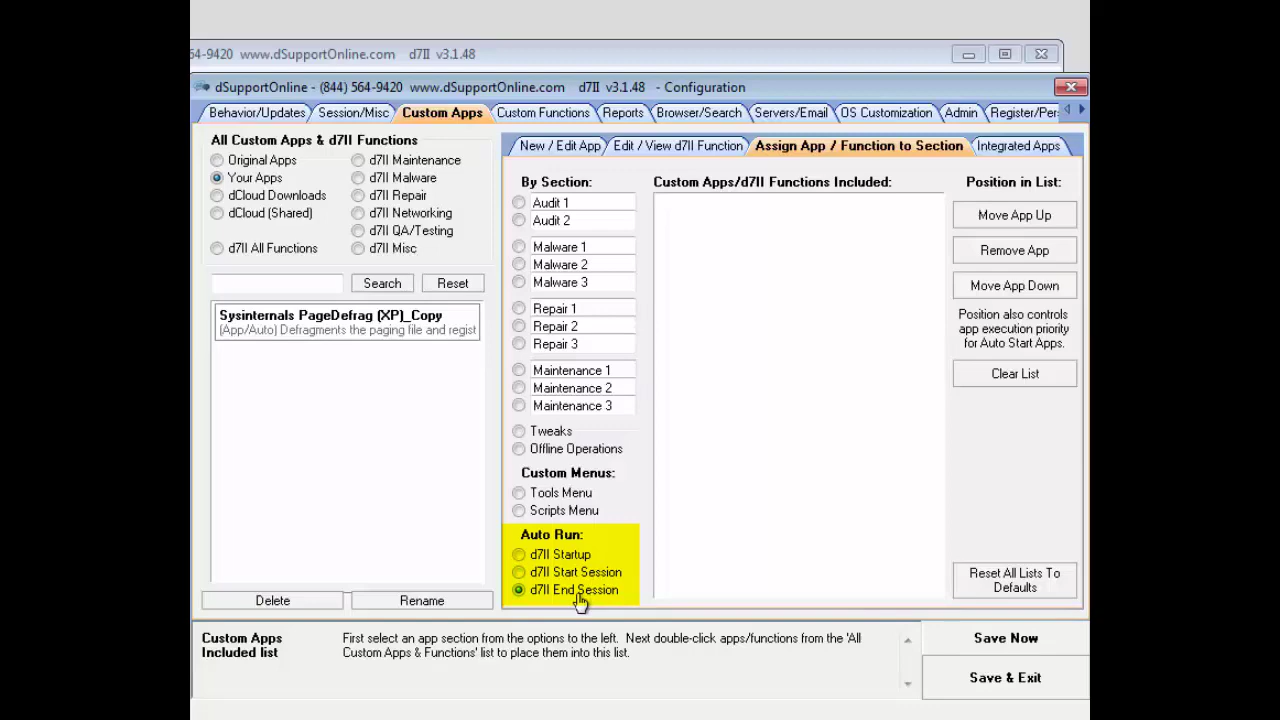 64-9420 www.dSupportOnline.com d7II v3.1.48
dSupportOnline - (844) 564-9420 www.dSupportOnline.com d7II v3.1.48 - Configuration
Behavior/Updates Session/Misc Custom Apps Custom Functions Reports Browser/Search Servers/Email OS Customization Admin Register/Per
All Custom Apps & d7II Functions
Original Apps d7II Maintenance
Your Apps d7II Malware
dCloud Downloads d7II Repair
dCloud (Shared) d7II Networking
d7II QA/Testing
d7II All Functions d7II Misc
Search Reset
Sysinternals PageDefrag (XP)_Copy
(App/Auto) Defragments the paging file and regist
Delete Rename
New / Edit App Edit / View d7II Function Assign App / Function to Section Integrated Apps
By Section:
Audit 1
Audit 2
Malware 1
Malware 2
Malware 3
Repair 1
Repair 2
Repair 3
Maintenance 1
Maintenance 2
Maintenance 3
Tweaks
Offline Operations
Custom Menus:
Tools Menu
Scripts Menu
Auto Run:
d7II Startup
d7II Start Session
d7II End Session
Custom Apps/d7II Functions Included:
Position in List:
Move App Up
Remove App
Move App Down
Position also controls
app execution priority
for Auto Start Apps.
Clear List
Reset All Lists To
Defaults
Custom Apps
Included list
First select an app section from the options to the left. Next double-click apps/functions from the 'All
Custom Apps & Functions' list to place them into this list.
Save Now
Save & Exit